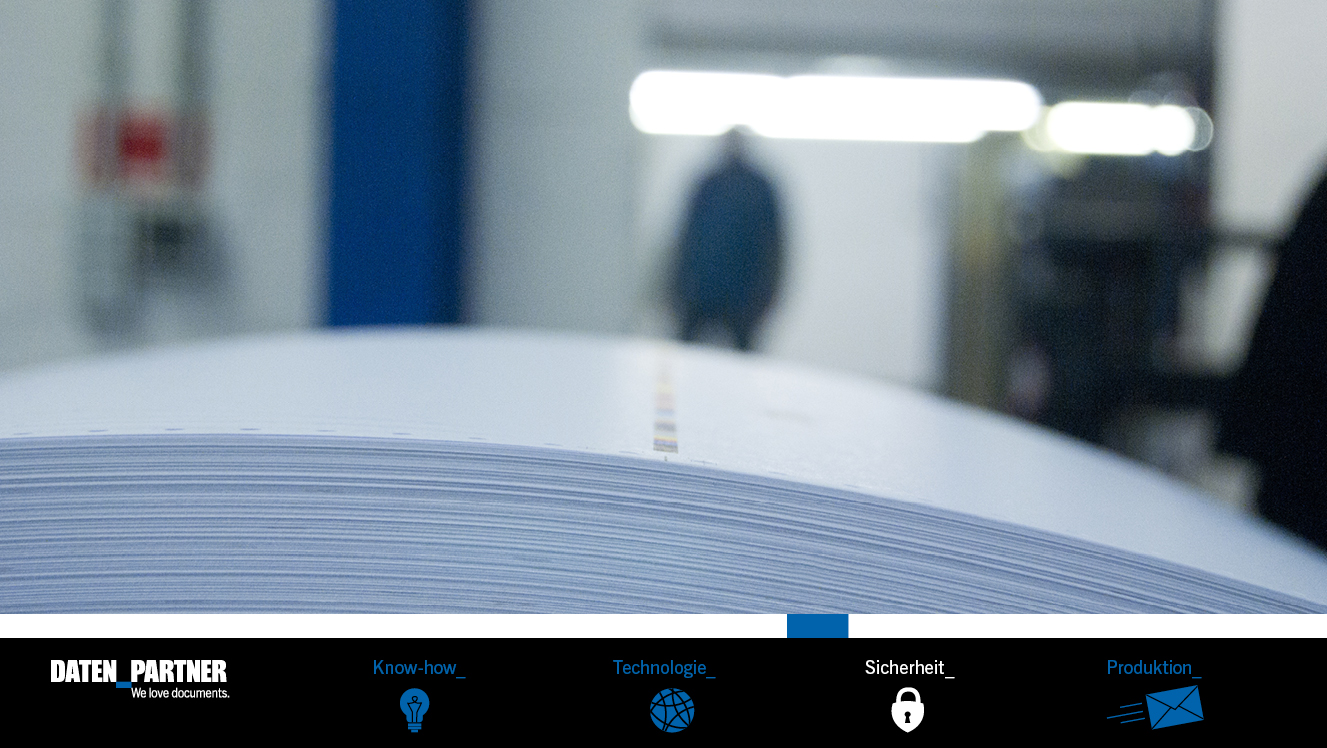 DATEN_PARTNER
We love documents.
Know-how_
Technologie_
Sicherheit_
Produktion_